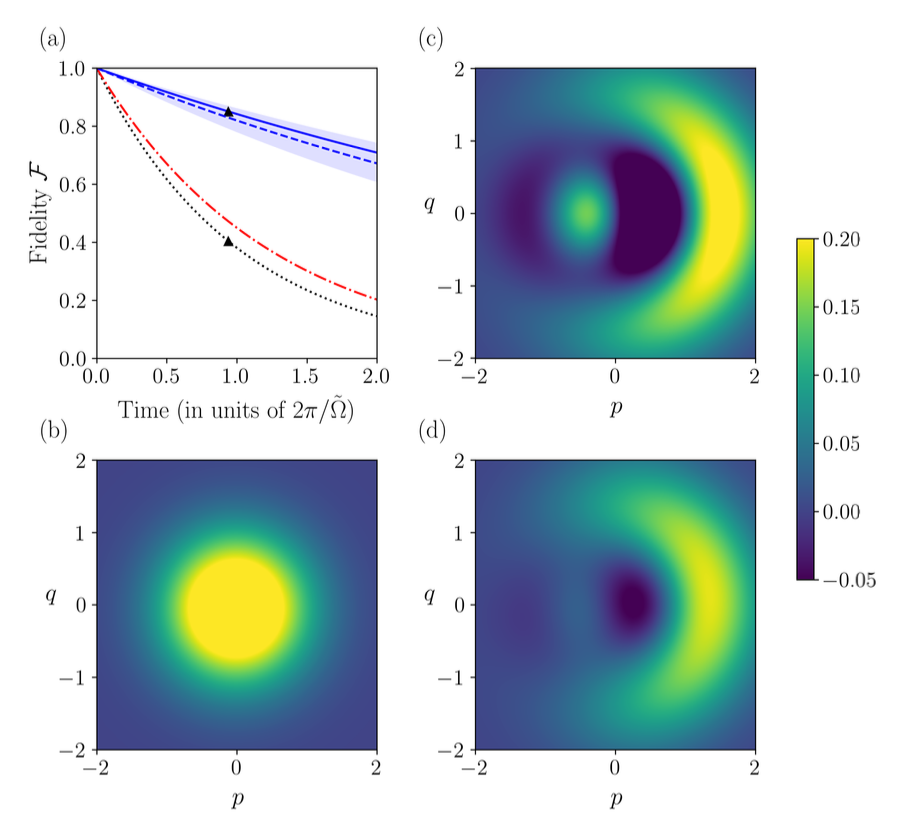 (a)
1.0
0.8
0.6
0.4
0.2
0.0
Fidelity 𝓕
0.0 0.5 1.0 1.5 2.0
Time (in units of 2π/Ω̃)
(c)
2
1
0
−1
−2
q
−2 0 2
p
0.20
0.15
0.10
0.05
0.00
−0.05
(b)
2
1
0
−1
−2
q
−2 0 2
p
(d)
2
1
0
−1
−2
q
−2 0 2
p